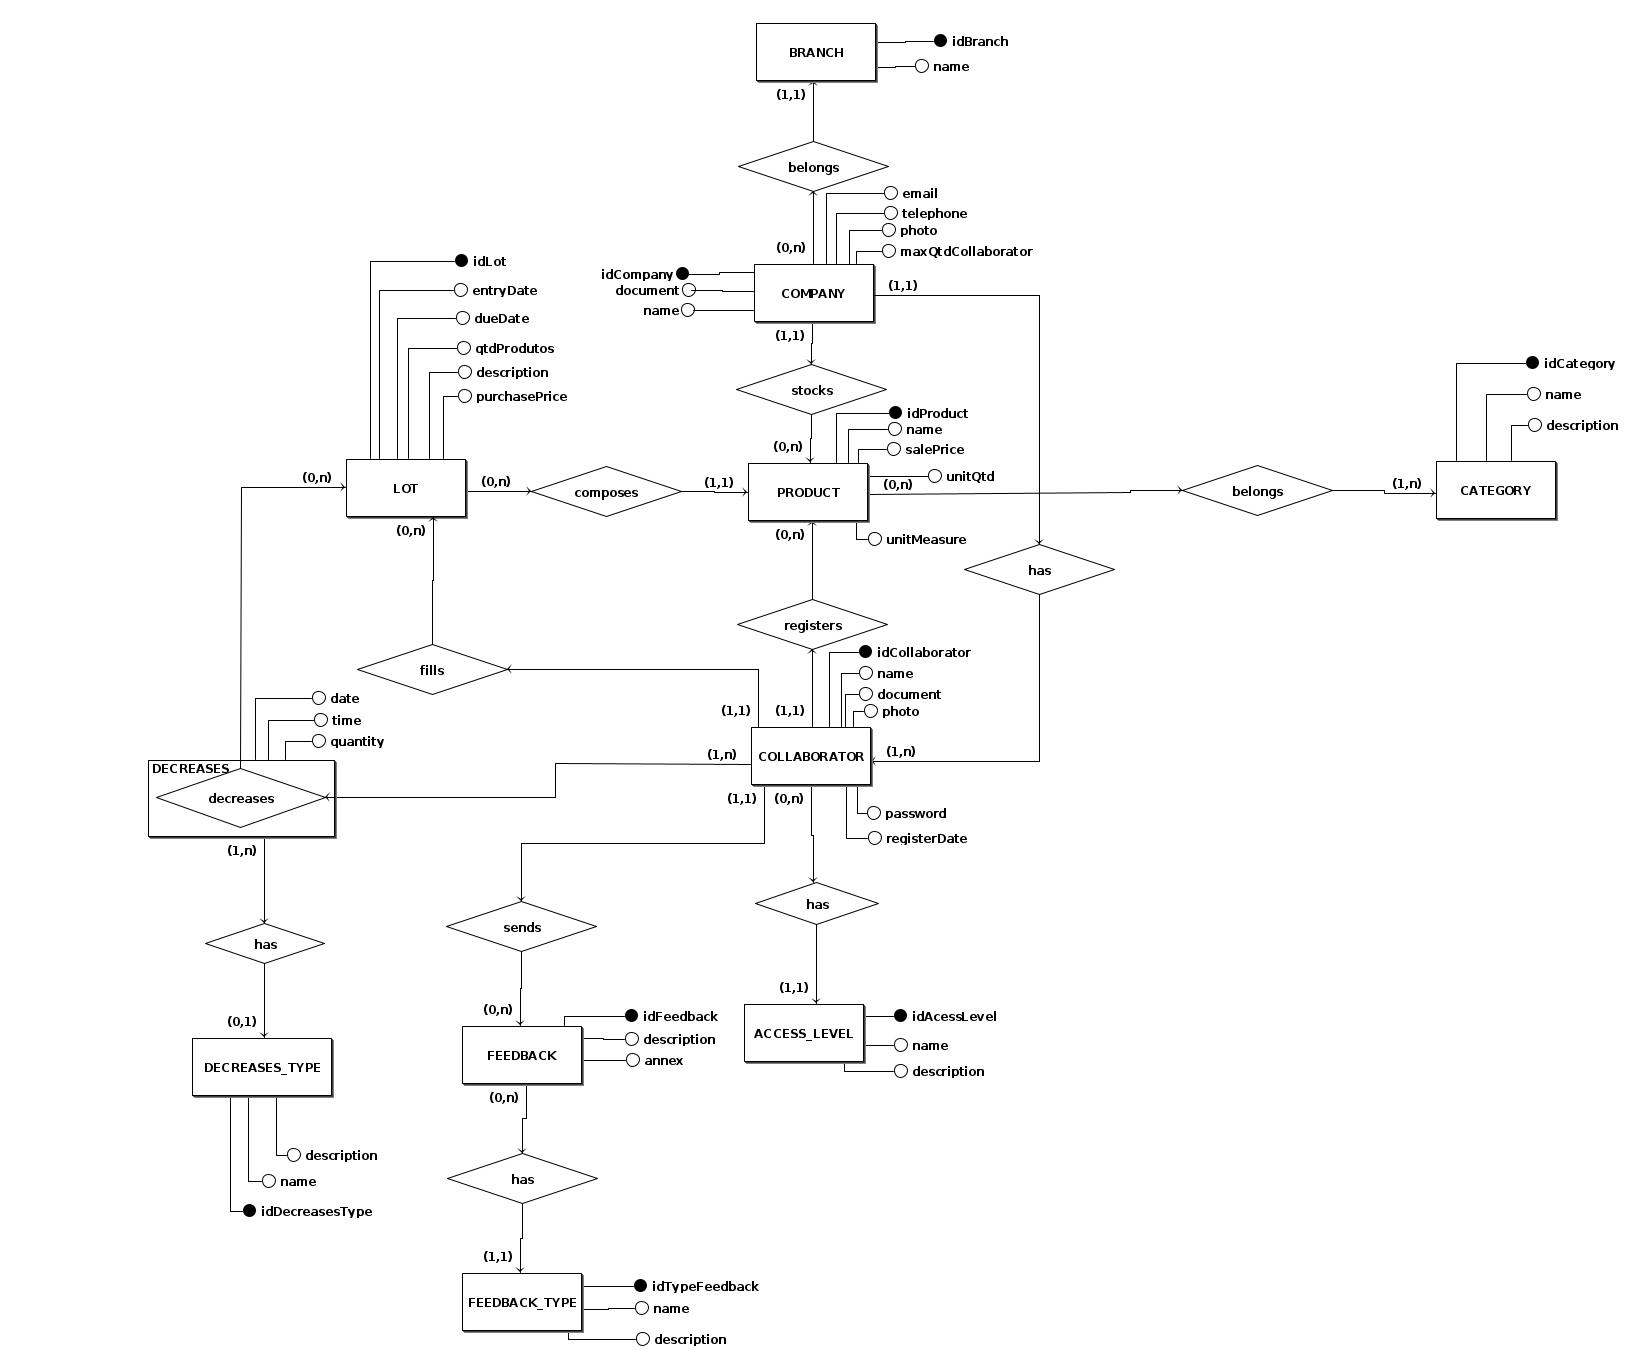 BRANCH
idBranch
name
(1,1)
belongs
(0,n)
email
telephone
photo
maxQtdCollaborator
idCompany
document
name
COMPANY
(1,1)
(1,1)
stocks
(0,n)
idLot
entryDate
dueDate
qtdProdutos
description
purchasePrice
(0,n)
LOT
(0,n)
composes
(1,1)
idProduct
name
salePrice
unitQtd
PRODUCT
(0,n)
unitMeasure
belongs
(1,n)
idCategory
name
description
CATEGORY
(0,n)
(0,n)
has
registers
fills
idCollaborator
name
document
photo
(1,1)
(1,1)
date
time
quantity
(1,n)
COLLABORATOR
(1,n)
DECREASES
decreases
(1,1)
(0,n)
password
registerDate
(1,n)
has
(0,1)
DECREASES_TYPE
description
name
idDecreasesType
sends
(0,n)
FEEDBACK
idFeedback
description
annex
has
(1,1)
ACCESS_LEVEL
idAcessLevel
name
description
(0,n)
has
(1,1)
FEEDBACK_TYPE
idTypeFeedback
name
description